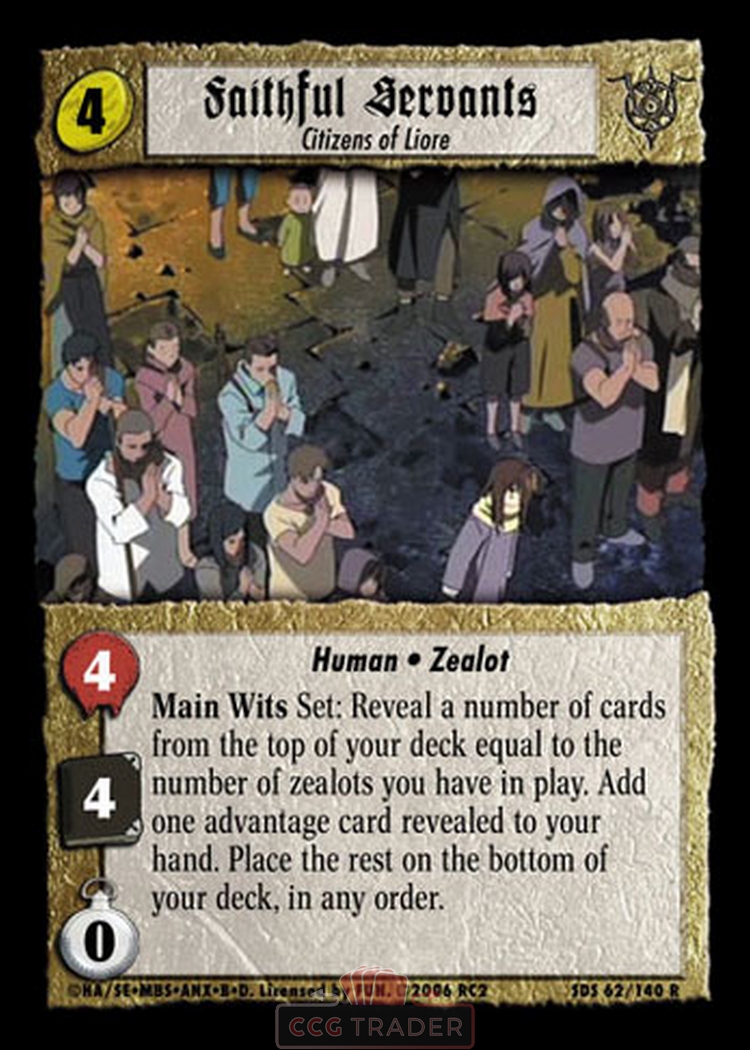 4
Faithful Servants
Citizens of Liore
4
Human • Zealot
Main Wits Set: Reveal a number of cards
from the top of your deck equal to the
4
number of zealots you have in play. Add
one advantage card revealed to your
hand. Place the rest on the bottom of
your deck, in any order.
0
©HA/SE•MBS•ANX•B•D. Licensed by FUN. ©2006 RC2
SDS 62/140 R
CCG TRADER